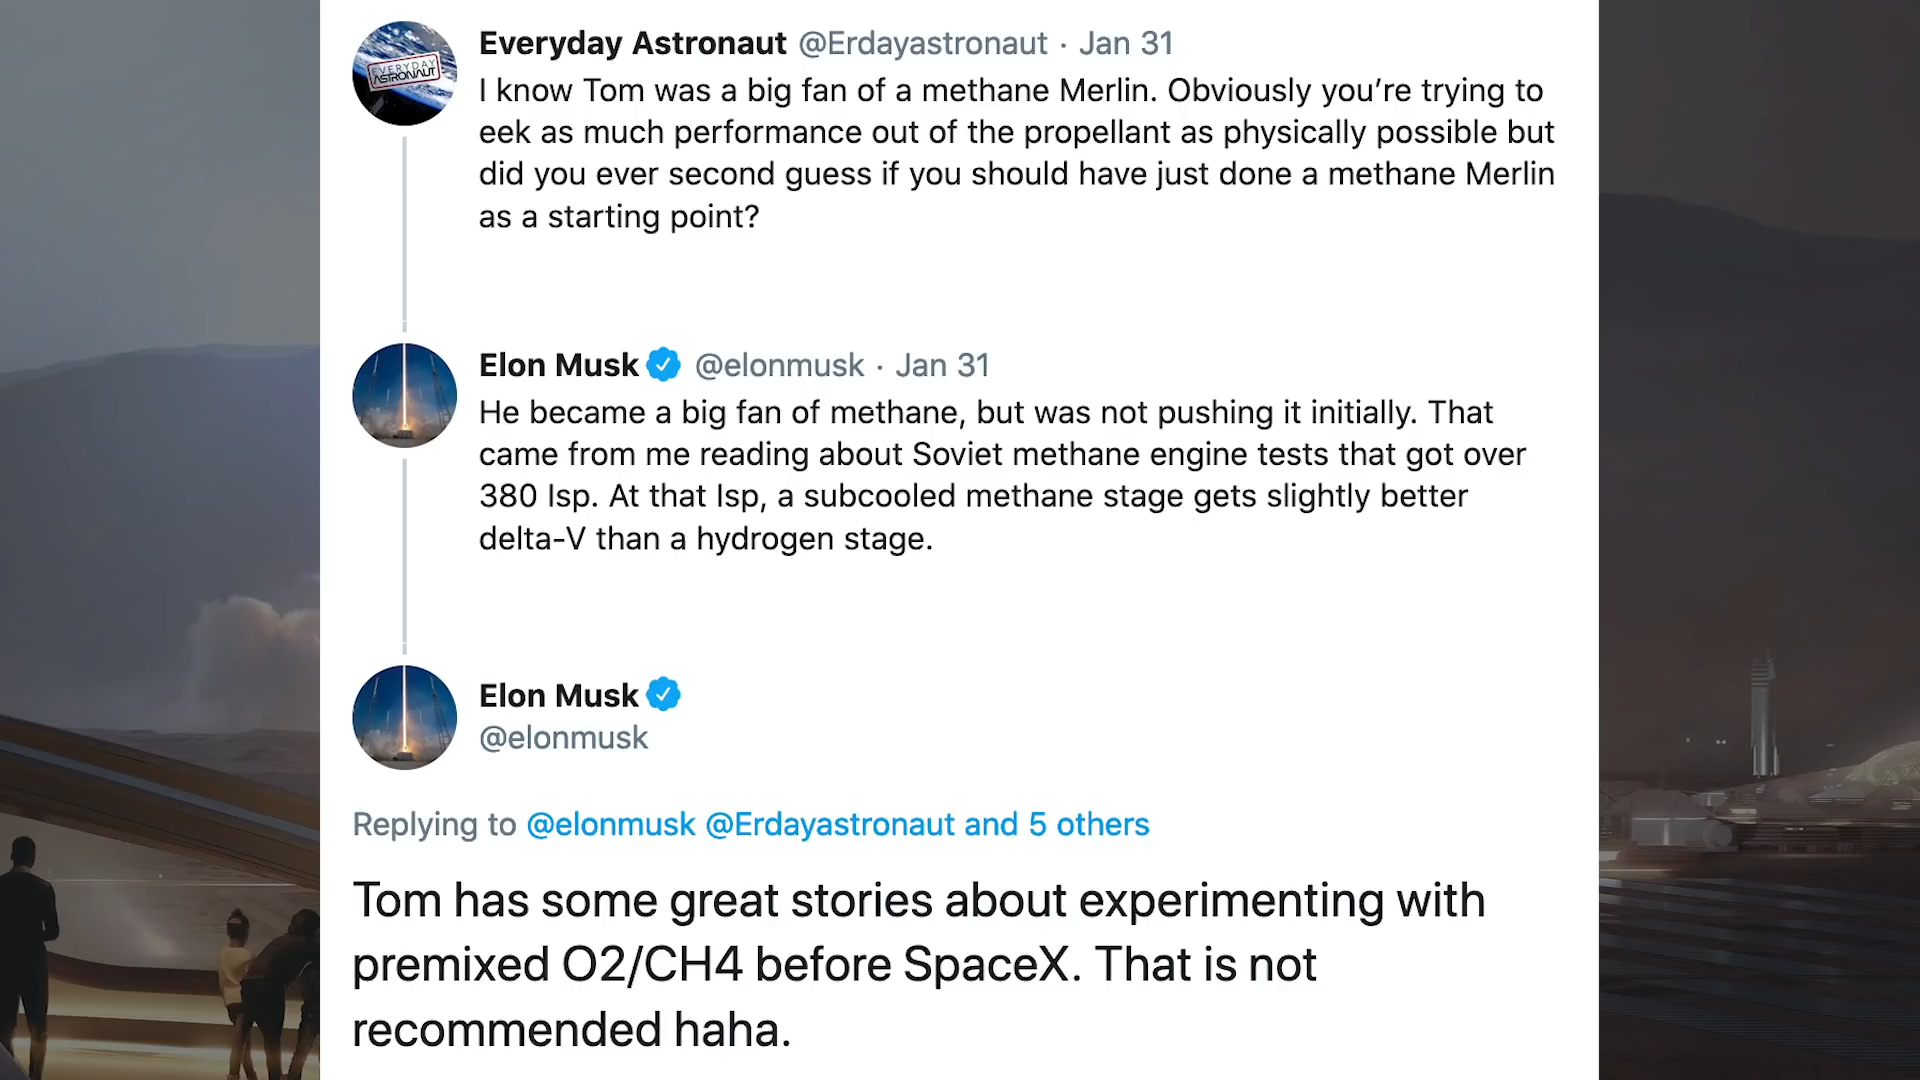 EVERYDAY
ASTRONAUT
Everyday Astronaut @Erdayastronaut · Jan 31
I know Tom was a big fan of a methane Merlin. Obviously you’re trying to
eek as much performance out of the propellant as physically possible but
did you ever second guess if you should have just done a methane Merlin
as a starting point?
Elon Musk @elonmusk · Jan 31
He became a big fan of methane, but was not pushing it initially. That
came from me reading about Soviet methane engine tests that got over
380 Isp. At that Isp, a subcooled methane stage gets slightly better
delta-V than a hydrogen stage.
Elon Musk
@elonmusk
Replying to @elonmusk @Erdayastronaut and 5 others
Tom has some great stories about experimenting with
premixed O2/CH4 before SpaceX. That is not
recommended haha.